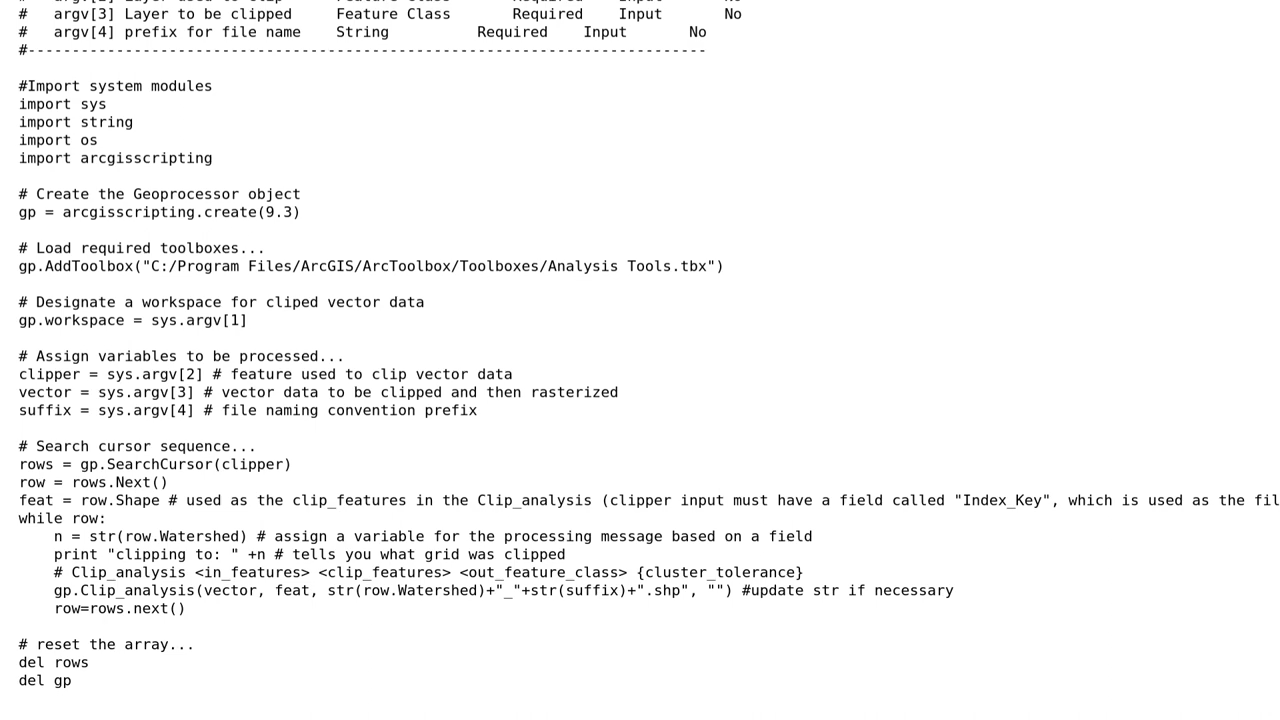 #   argv[3] Layer to be clipped     Feature Class       Required    Input       No
#   argv[4] prefix for file name    String          Required    Input       No
#-----------------------------------------------------------------------------
#Import system modules
import sys
import string
import os
import arcgisscripting
# Create the Geoprocessor object
gp = arcgisscripting.create(9.3)
# Load required toolboxes...
gp.AddToolbox("C:/Program Files/ArcGIS/ArcToolbox/Toolboxes/Analysis Tools.tbx")
# Designate a workspace for cliped vector data
gp.workspace = sys.argv[1]
# Assign variables to be processed...
clipper = sys.argv[2] # feature used to clip vector data
vector = sys.argv[3] # vector data to be clipped and then rasterized
suffix = sys.argv[4] # file naming convention prefix
# Search cursor sequence...
rows = gp.SearchCursor(clipper)
row = rows.Next()
feat = row.Shape # used as the clip_features in the Clip_analysis (clipper input must have a field called "Index_Key", which is used as the fil
while row:
    n = str(row.Watershed) # assign a variable for the processing message based on a field
    print "clipping to: " +n # tells you what grid was clipped
    # Clip_analysis <in_features> <clip_features> <out_feature_class> {cluster_tolerance}
    gp.Clip_analysis(vector, feat, str(row.Watershed)+"_"+str(suffix)+".shp", "") #update str if necessary
    row=rows.next()
# reset the array...
del rows
del gp